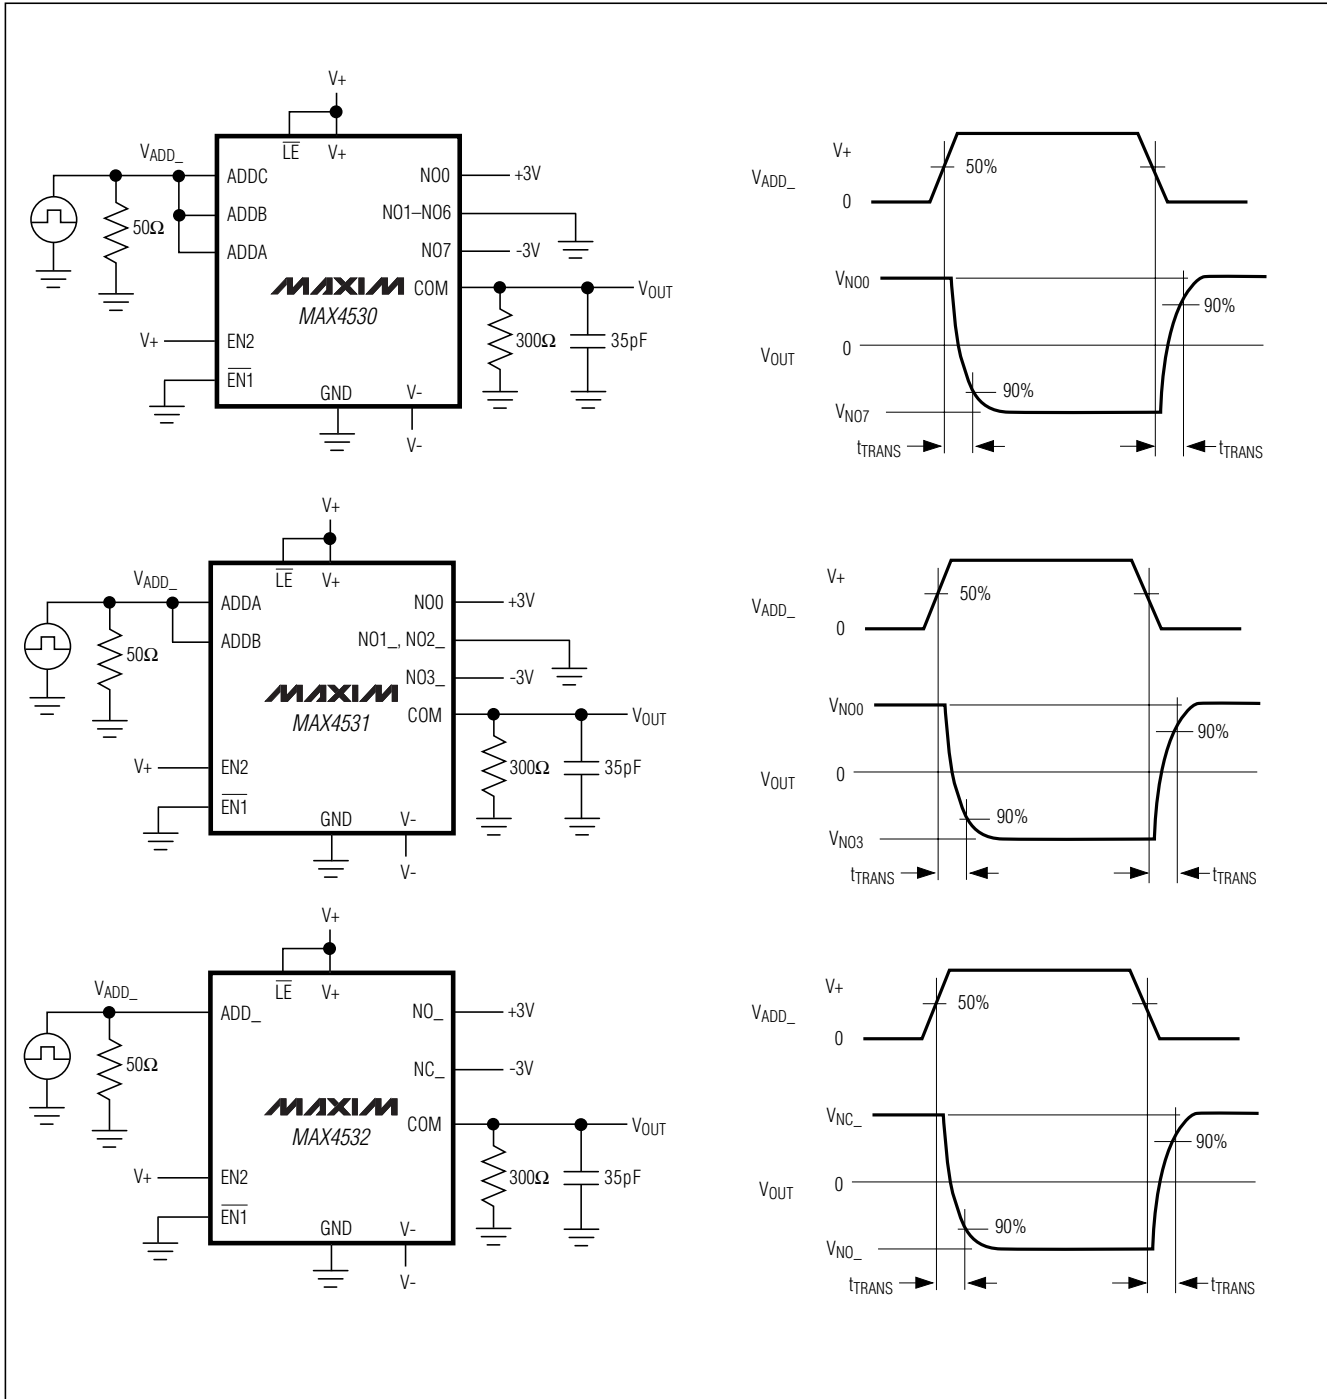 V+
LE V+
VADD_
ADDC
ADDB
ADDA
50Ω
NO0 +3V
NO1–NO6
NO7 -3V
MAXIM COM VOUT
MAX4530
300Ω 35pF
V+ EN2
EN1
GND V-
V-
V+
VADD_
0
50%
VNO0
90%
VOUT 0
90%
VNO7
tTRANS tTRANS
V+
LE V+
VADD_
ADDA
ADDB
50Ω
NO0 +3V
NO1_, NO2_
NO3_ -3V
MAXIM
COM VOUT
MAX4531
300Ω 35pF
V+ EN2
EN1
GND V-
V-
V+
VADD_
0
50%
VNO0
90%
VOUT 0
90%
VNO3
tTRANS tTRANS
V+
LE V+
VADD_
ADD_
50Ω
NO_ +3V
NC_ -3V
MAXIM
COM VOUT
MAX4532
300Ω 35pF
V+ EN2
EN1
GND V-
V-
V+
VADD_
0
50%
VNC_
90%
VOUT 0
90%
VNO_
tTRANS tTRANS